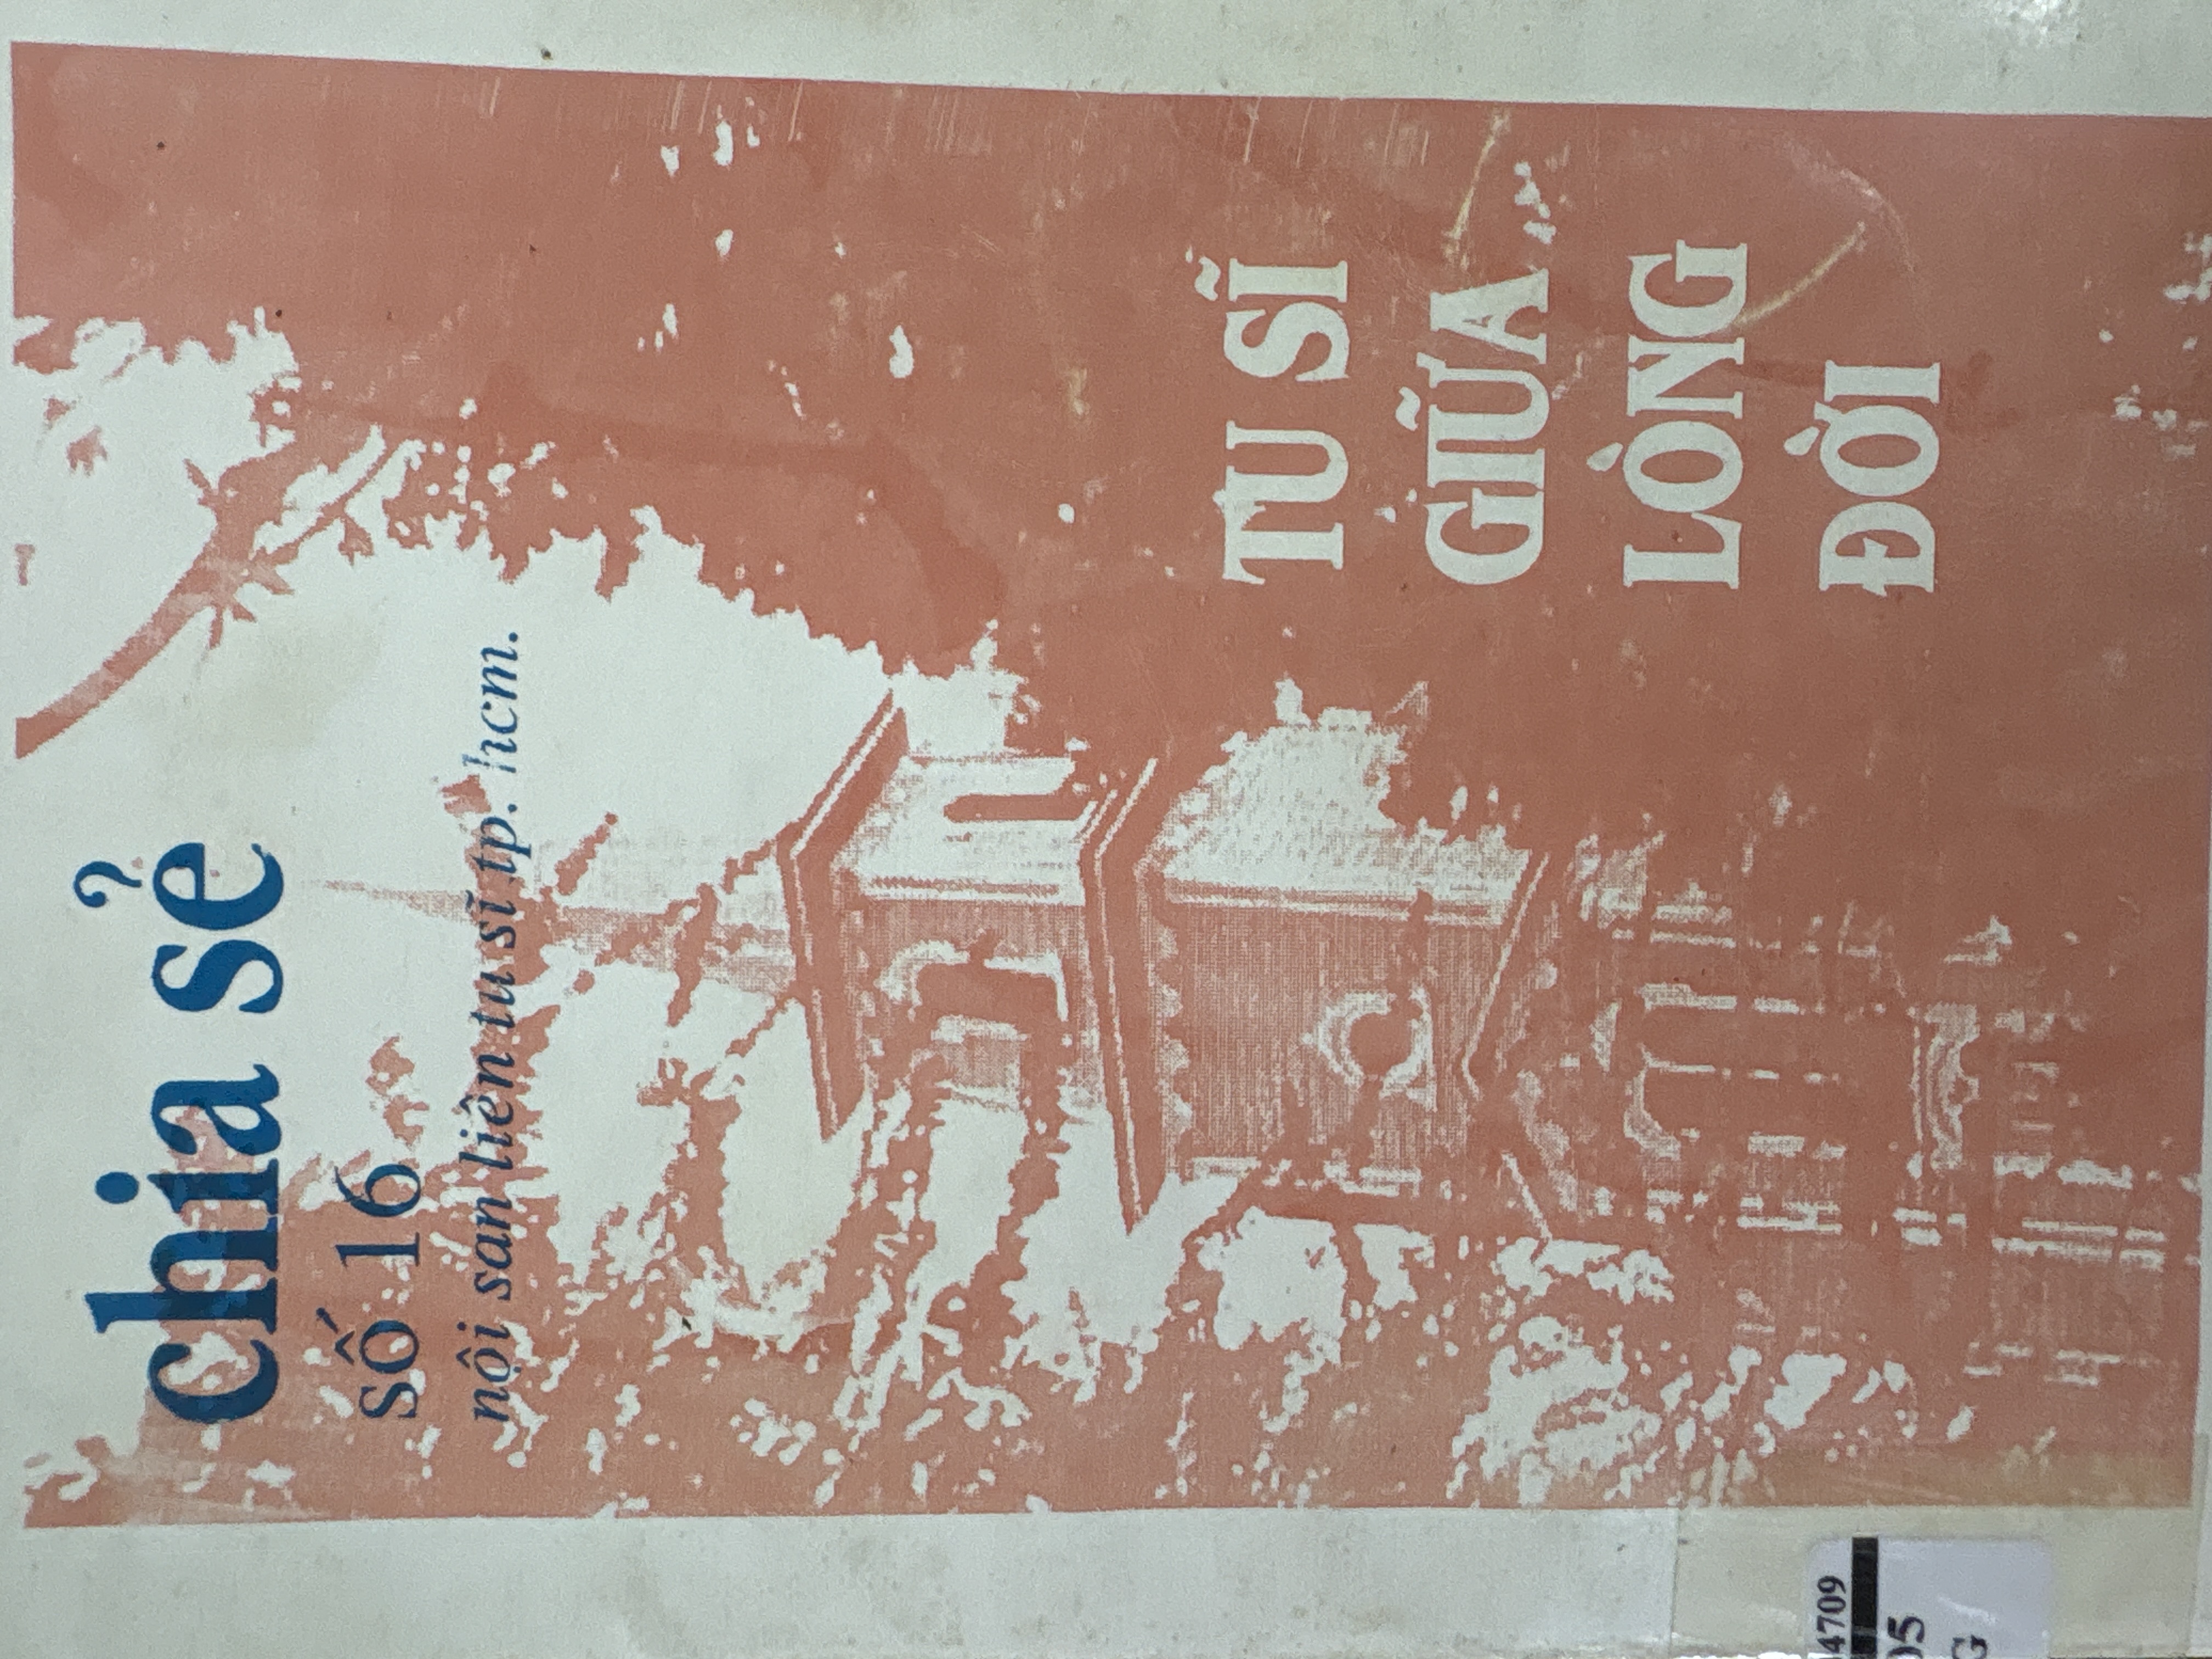 chia sẻ
số 16
nội san liên tu sĩ tp. hcm.
TU SĨ
GIỮA
LÒNG
ĐỜI
4709
05
G